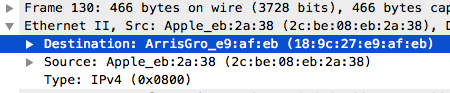 Frame 130: 466 bytes on wire (3728 bits), 466 bytes cap
Ethernet II, Src: Apple_eb:2a:38 (2c:be:08:eb:2a:38), D
Destination: ArrisGro_e9:af:eb (18:9c:27:e9:af:eb)
Source: Apple_eb:2a:38 (2c:be:08:eb:2a:38)
Type: IPv4 (0x0800)